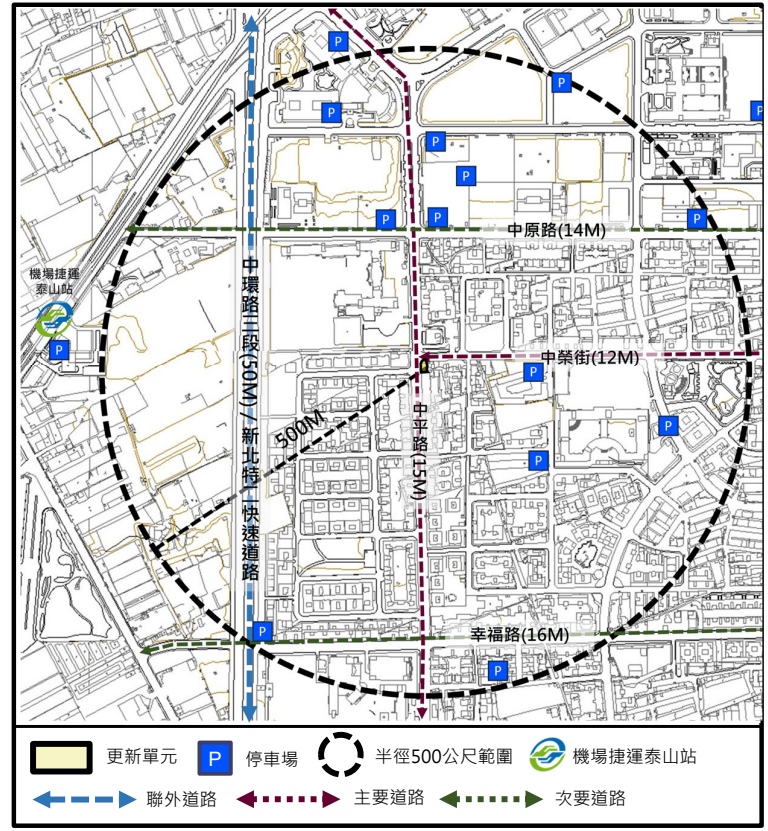 P
P
P
P
P
P
P
P
P
中原路(14M)
機場捷運
泰山站
P
中環路二段(50M) / 新北特二快速道路
中榮街(12M)
P
500M
中平路(15M)
P
P
P
幸福路(16M)
P
更新單元
P
停車場
半徑500公尺範圍
機場捷運泰山站
聯外道路
主要道路
次要道路